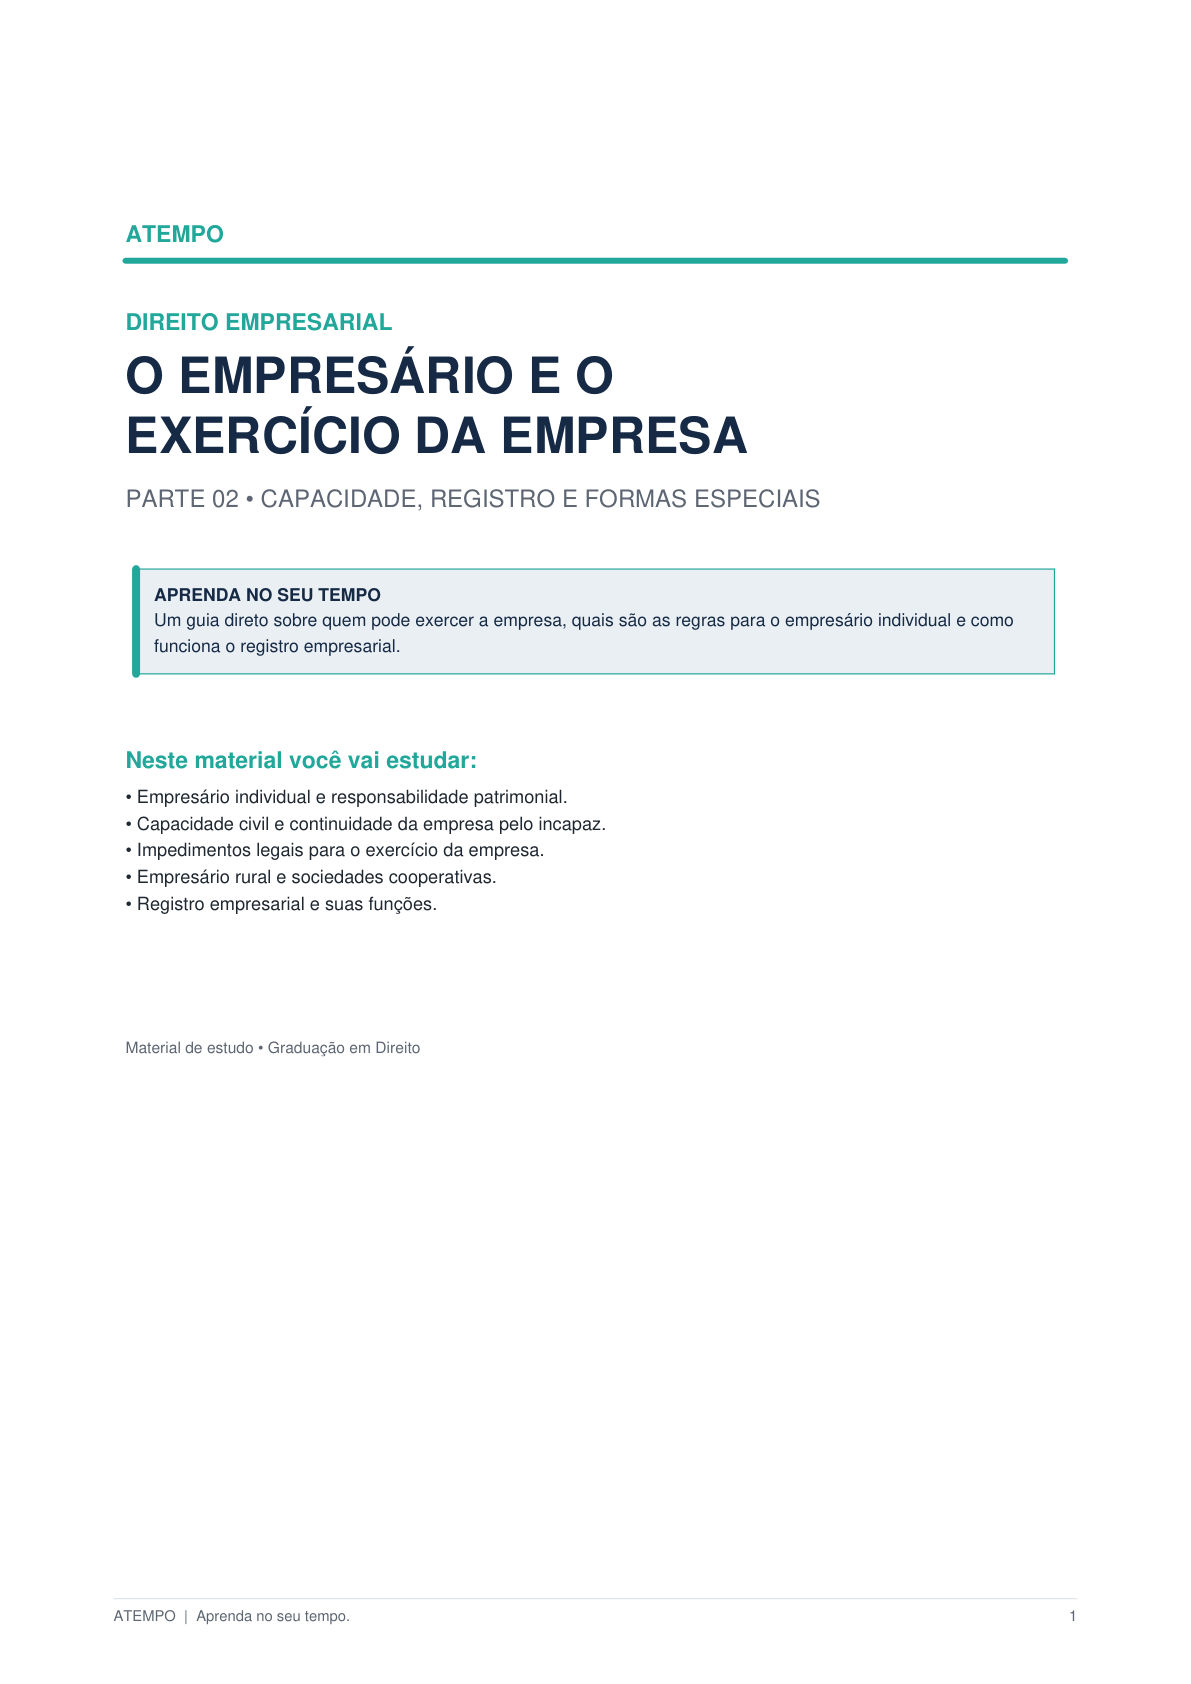 ATEMPO
DIREITO EMPRESARIAL
O EMPRESÁRIO E O
EXERCÍCIO DA EMPRESA
PARTE 02 • CAPACIDADE, REGISTRO E FORMAS ESPECIAIS
APRENDA NO SEU TEMPO
Um guia direto sobre quem pode exercer a empresa, quais são as regras para o empresário individual e como
funciona o registro empresarial.
Neste material você vai estudar:
• Empresário individual e responsabilidade patrimonial.
• Capacidade civil e continuidade da empresa pelo incapaz.
• Impedimentos legais para o exercício da empresa.
• Empresário rural e sociedades cooperativas.
• Registro empresarial e suas funções.
Material de estudo • Graduação em Direito
ATEMPO | Aprenda no seu tempo.
1